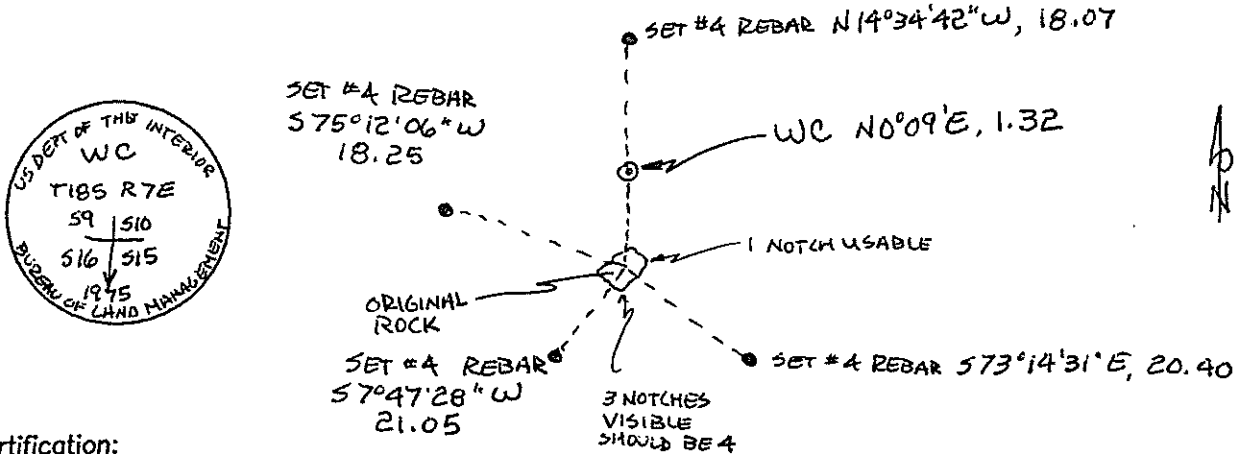 SET #4 REBAR N14°34'42"W, 18.07
SET #4 REBAR
S75°12'06"W
18.25
WC N0°09'E, 1.32
US DEPT OF THE INTERIOR
WC
T18S R7E
S9 S10
S16 S15
1975
BUREAU OF LAND MANAGEMENT
N
1 NOTCH USABLE
ORIGINAL
ROCK
SET #4 REBAR
S7°47'28"W
21.05
3 NOTCHES
VISIBLE
SHOULD BE 4
SET #4 REBAR S73°14'31"E, 20.40
rtification: